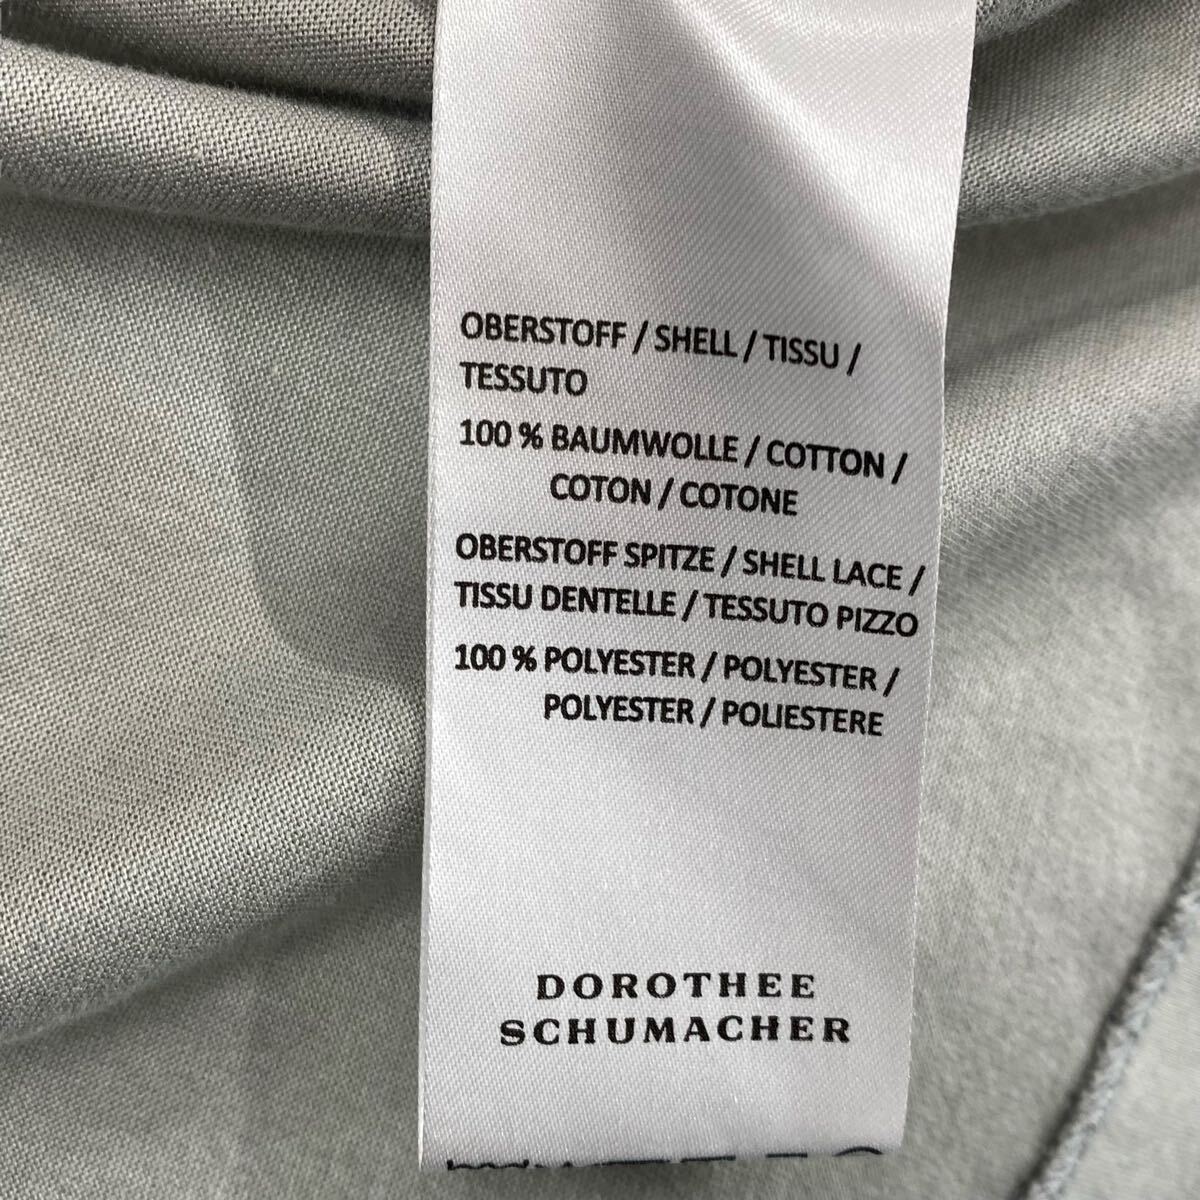 OBERSTOFF / SHELL / TISSU /
TESSUTO
100 % BAUMWOLLE / COTTON /
COTON / COTONE
OBERSTOFF SPITZE / SHELL LACE /
TISSU DENTELLE / TESSUTO PIZZO
100 % POLYESTER / POLYESTER /
POLYESTER / POLIESTERE
DOROTHEE
SCHUMACHER